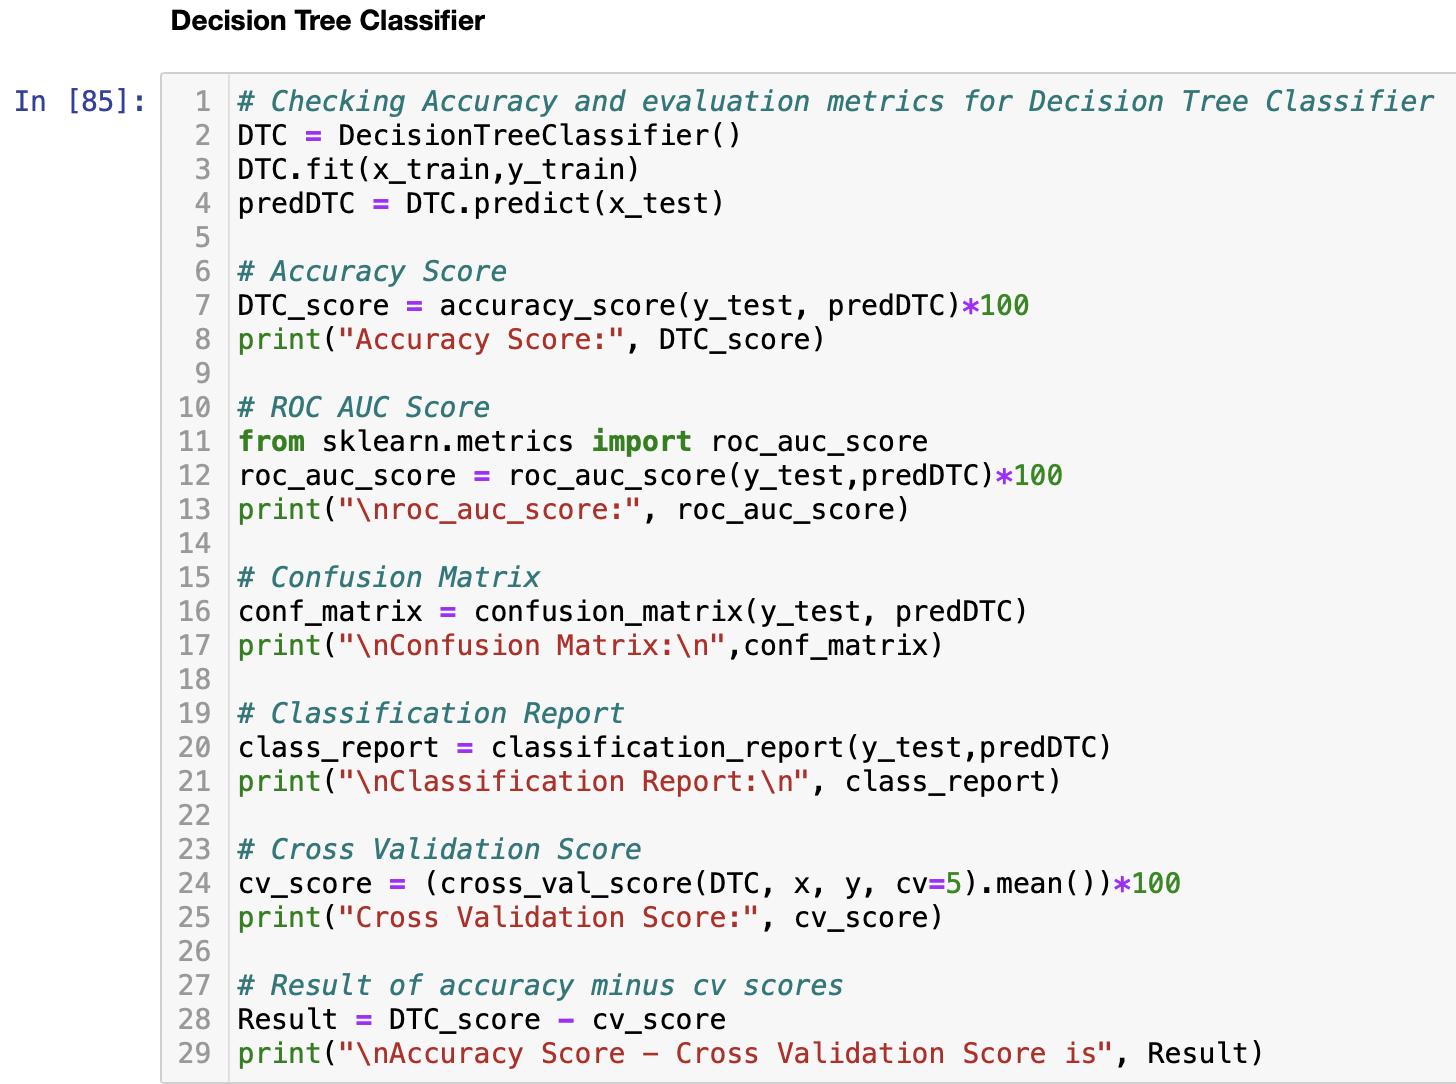 Decision Tree Classifier
In [85]:
1 # Checking Accuracy and evaluation metrics for Decision Tree Classifier
2 DTC = DecisionTreeClassifier()
3 DTC.fit(x_train,y_train)
4 predDTC = DTC.predict(x_test)
5
6 # Accuracy Score
7 DTC_score = accuracy_score(y_test, predDTC)*100
8 print("Accuracy Score:", DTC_score)
9
10 # ROC AUC Score
11 from sklearn.metrics import roc_auc_score
12 roc_auc_score = roc_auc_score(y_test,predDTC)*100
13 print("\nroc_auc_score:", roc_auc_score)
14
15 # Confusion Matrix
16 conf_matrix = confusion_matrix(y_test, predDTC)
17 print("\nConfusion Matrix:\n",conf_matrix)
18
19 # Classification Report
20 class_report = classification_report(y_test,predDTC)
21 print("\nClassification Report:\n", class_report)
22
23 # Cross Validation Score
24 cv_score = (cross_val_score(DTC, x, y, cv=5).mean())*100
25 print("Cross Validation Score:", cv_score)
26
27 # Result of accuracy minus cv scores
28 Result = DTC_score - cv_score
29 print("\nAccuracy Score - Cross Validation Score is", Result)